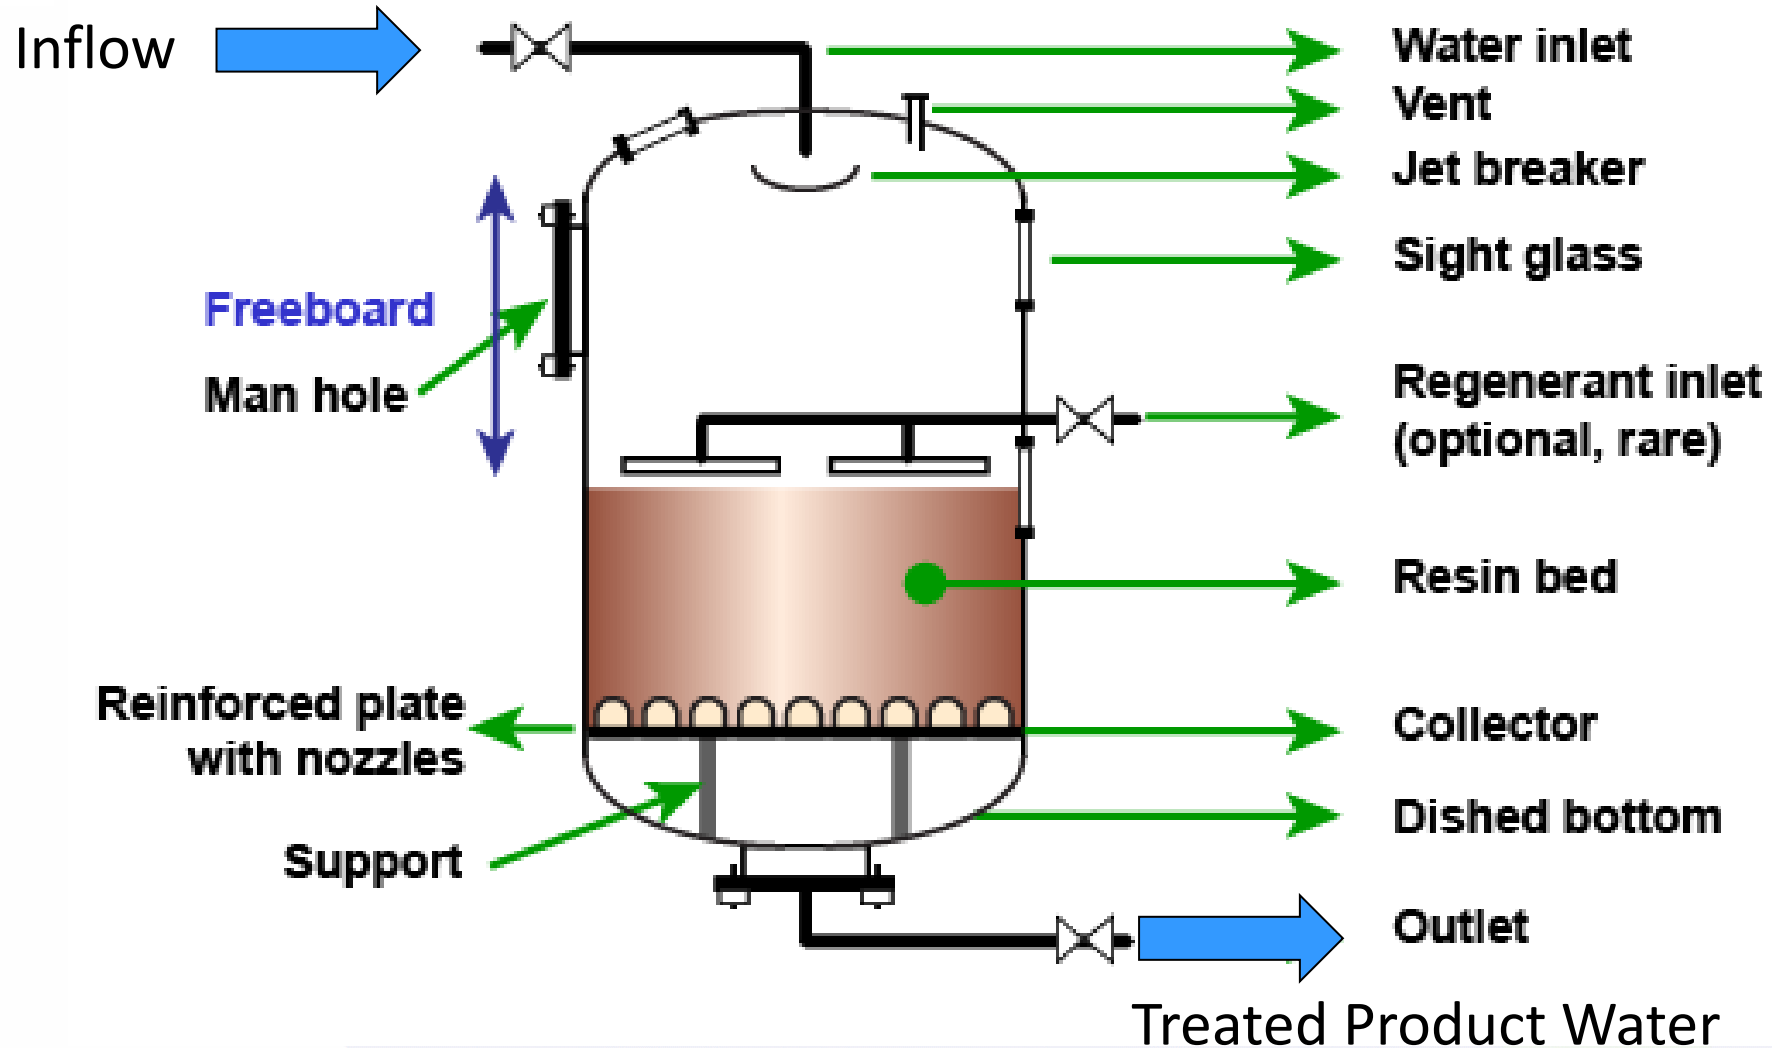 Inflow
Water inlet
Vent
Jet breaker
Sight glass
Freeboard
Man hole
Regenerant inlet
(optional, rare)
Resin bed
Reinforced plate
with nozzles
Collector
Dished bottom
Support
Outlet
Treated Product Water